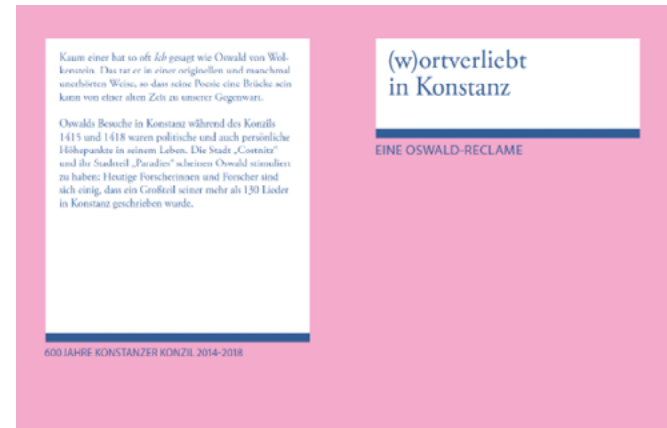 Kaum einer hat so oft Ich gesagt wie Oswald von Wol-
kenstein. Das tat er in einer originellen und manchmal
unerhörten Weise, so dass seine Poesie eine Brücke sein
kann von einer alten Zeit zu unserer Gegenwart.
Oswalds Besuche in Konstanz während des Konzils
1415 und 1418 waren politische und auch persönliche
Höhepunkte in seinem Leben. Die Stadt „Costnitz“
und ihr Stadtteil „Paradies“ scheinen Oswald stimuliert
zu haben: Heutige Forscherinnen und Forscher sind
sich einig, dass ein Großteil seiner mehr als 130 Lieder
in Konstanz geschrieben wurde.
600 JAHRE KONSTANZER KONZIL 2014-2018
(w)ortverliebt
in Konstanz
EINE OSWALD-RECLAME